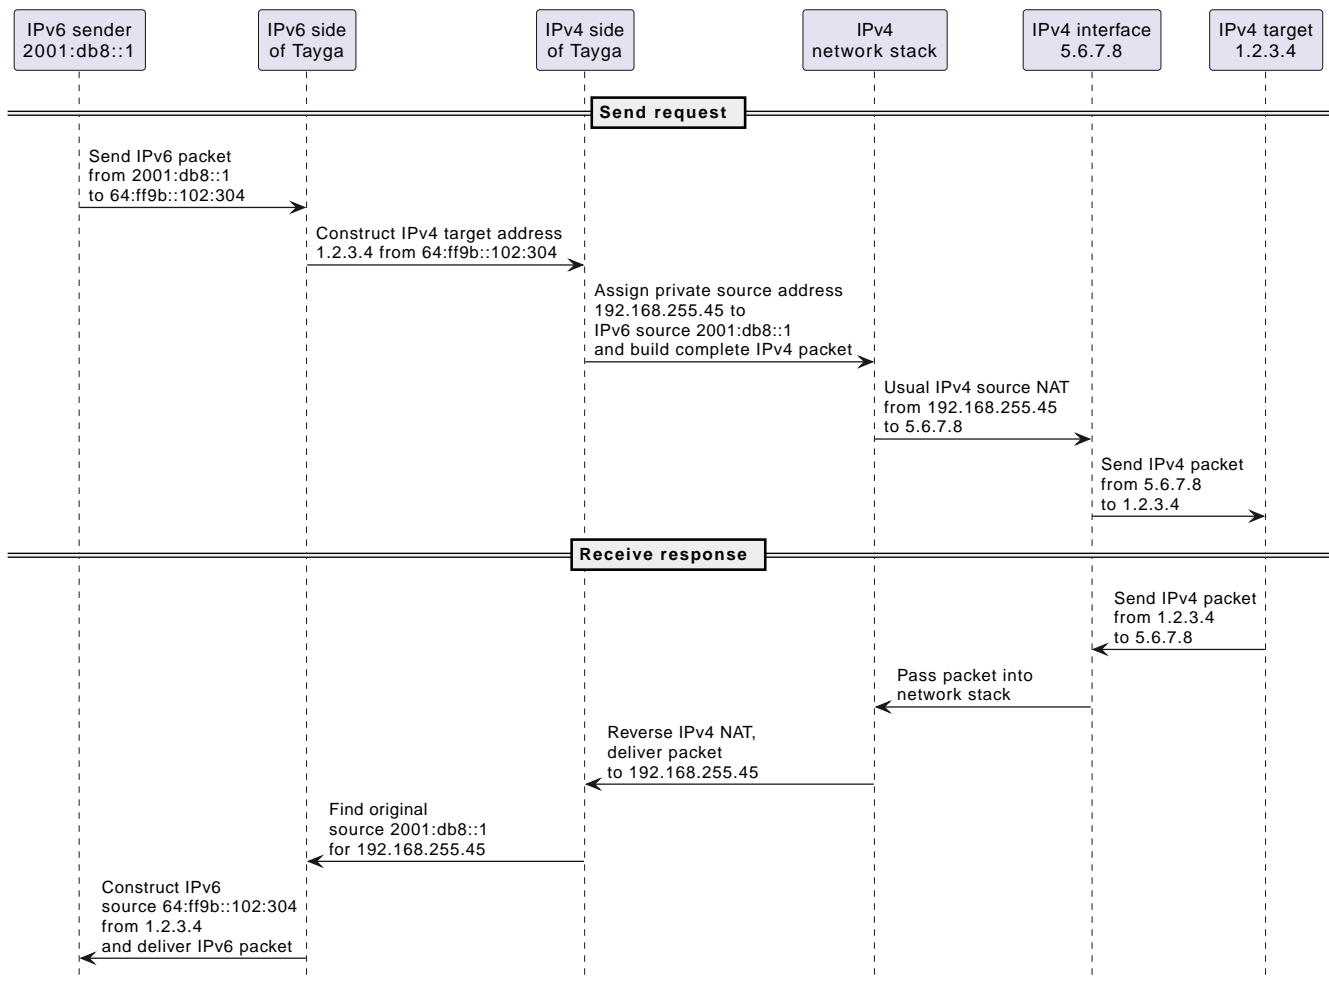 IPv6 sender
2001:db8::1
IPv6 side
of Tayga
IPv4 side
of Tayga
IPv4
network stack
IPv4 interface
5.6.7.8
IPv4 target
1.2.3.4
Send request
Send IPv6 packet
from 2001:db8::1
to 64:ff9b::102:304
Construct IPv4 target address
1.2.3.4 from 64:ff9b::102:304
Assign private source address
192.168.255.45 to
IPv6 source 2001:db8::1
and build complete IPv4 packet
Usual IPv4 source NAT
from 192.168.255.45
to 5.6.7.8
Send IPv4 packet
from 5.6.7.8
to 1.2.3.4
Receive response
Send IPv4 packet
from 1.2.3.4
to 5.6.7.8
Pass packet into
network stack
Reverse IPv4 NAT,
deliver packet
to 192.168.255.45
Find original
source 2001:db8::1
for 192.168.255.45
Construct IPv6
source 64:ff9b::102:304
from 1.2.3.4
and deliver IPv6 packet